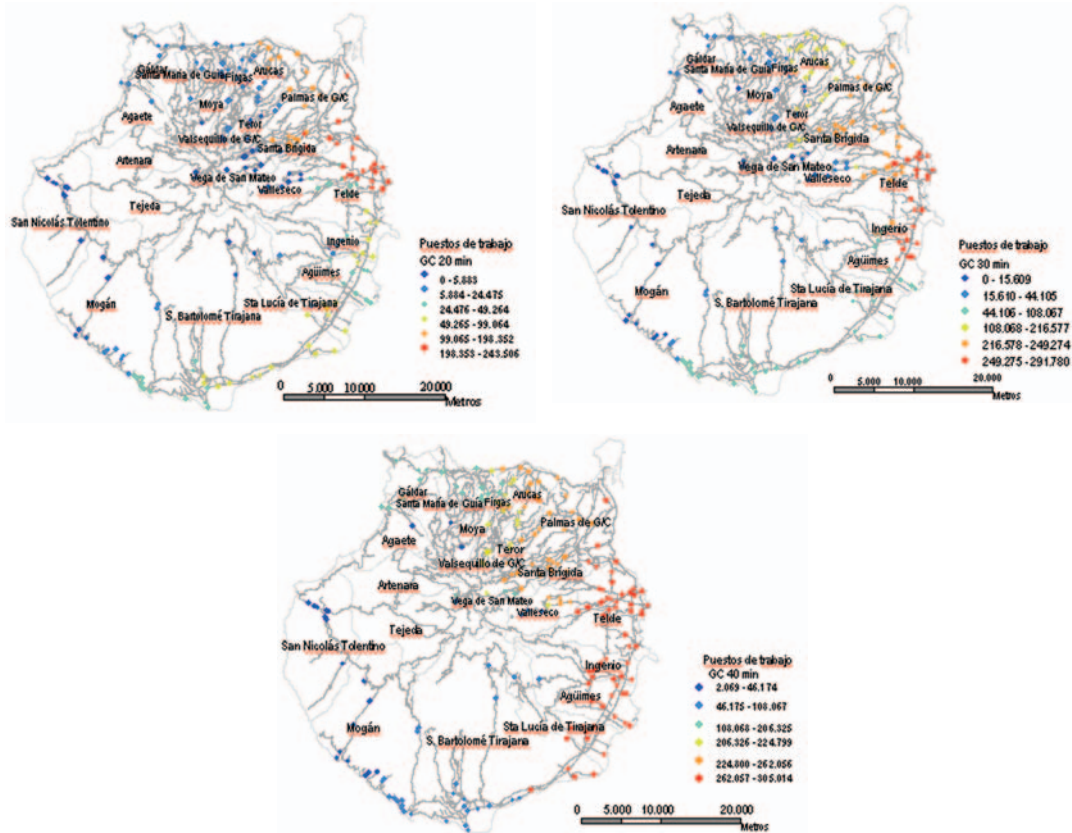 Gáldar
Santa María de Guía
Firgas
Arucas
Moya
Palmas de G/C
Agaete
Teror
Valsequillo de G/C
Santa Brígida
Artenara
Vega de San Mateo
Valleseco
Telde
Tejeda
San Nicolás Tolentino
Ingenio
Agüimes
Mogán
Sta Lucía de Tirajana
S. Bartolomé Tirajana
Puestos de trabajo
GC 20 min
0 - 5.883
5.884 - 24.475
24.476 - 49.264
49.265 - 99.064
99.065 - 198.352
198.353 - 243.506
0 5.000 10.000 20.000
Metros
Gáldar
Santa María de Guía
Firgas
Arucas
Moya
Palmas de G/C
Agaete
Teror
Valsequillo de G/C
Santa Brígida
Artenara
Vega de San Mateo
Valleseco
Telde
Tejeda
San Nicolás Tolentino
Ingenio
Agüimes
Mogán
Sta Lucía de Tirajana
S. Bartolomé Tirajana
Puestos de trabajo
GC 30 min
0 - 15.609
15.610 - 44.105
44.106 - 108.067
108.068 - 216.577
216.578 - 249.274
249.275 - 291.780
0 5.000 10.000 20.000
Metros
Gáldar
Santa María de Guía
Firgas
Arucas
Moya
Palmas de G/C
Agaete
Teror
Valsequillo de G/C
Santa Brígida
Artenara
Vega de San Mateo
Valleseco
Telde
Tejeda
San Nicolás Tolentino
Ingenio
Agüimes
Mogán
Sta Lucía de Tirajana
S. Bartolomé Tirajana
Puestos de trabajo
GC 40 min
2.069 - 46.174
46.175 - 108.067
108.068 - 206.325
206.326 - 224.799
224.800 - 262.056
262.057 - 305.014
0 5.000 10.000 20.000
Metros